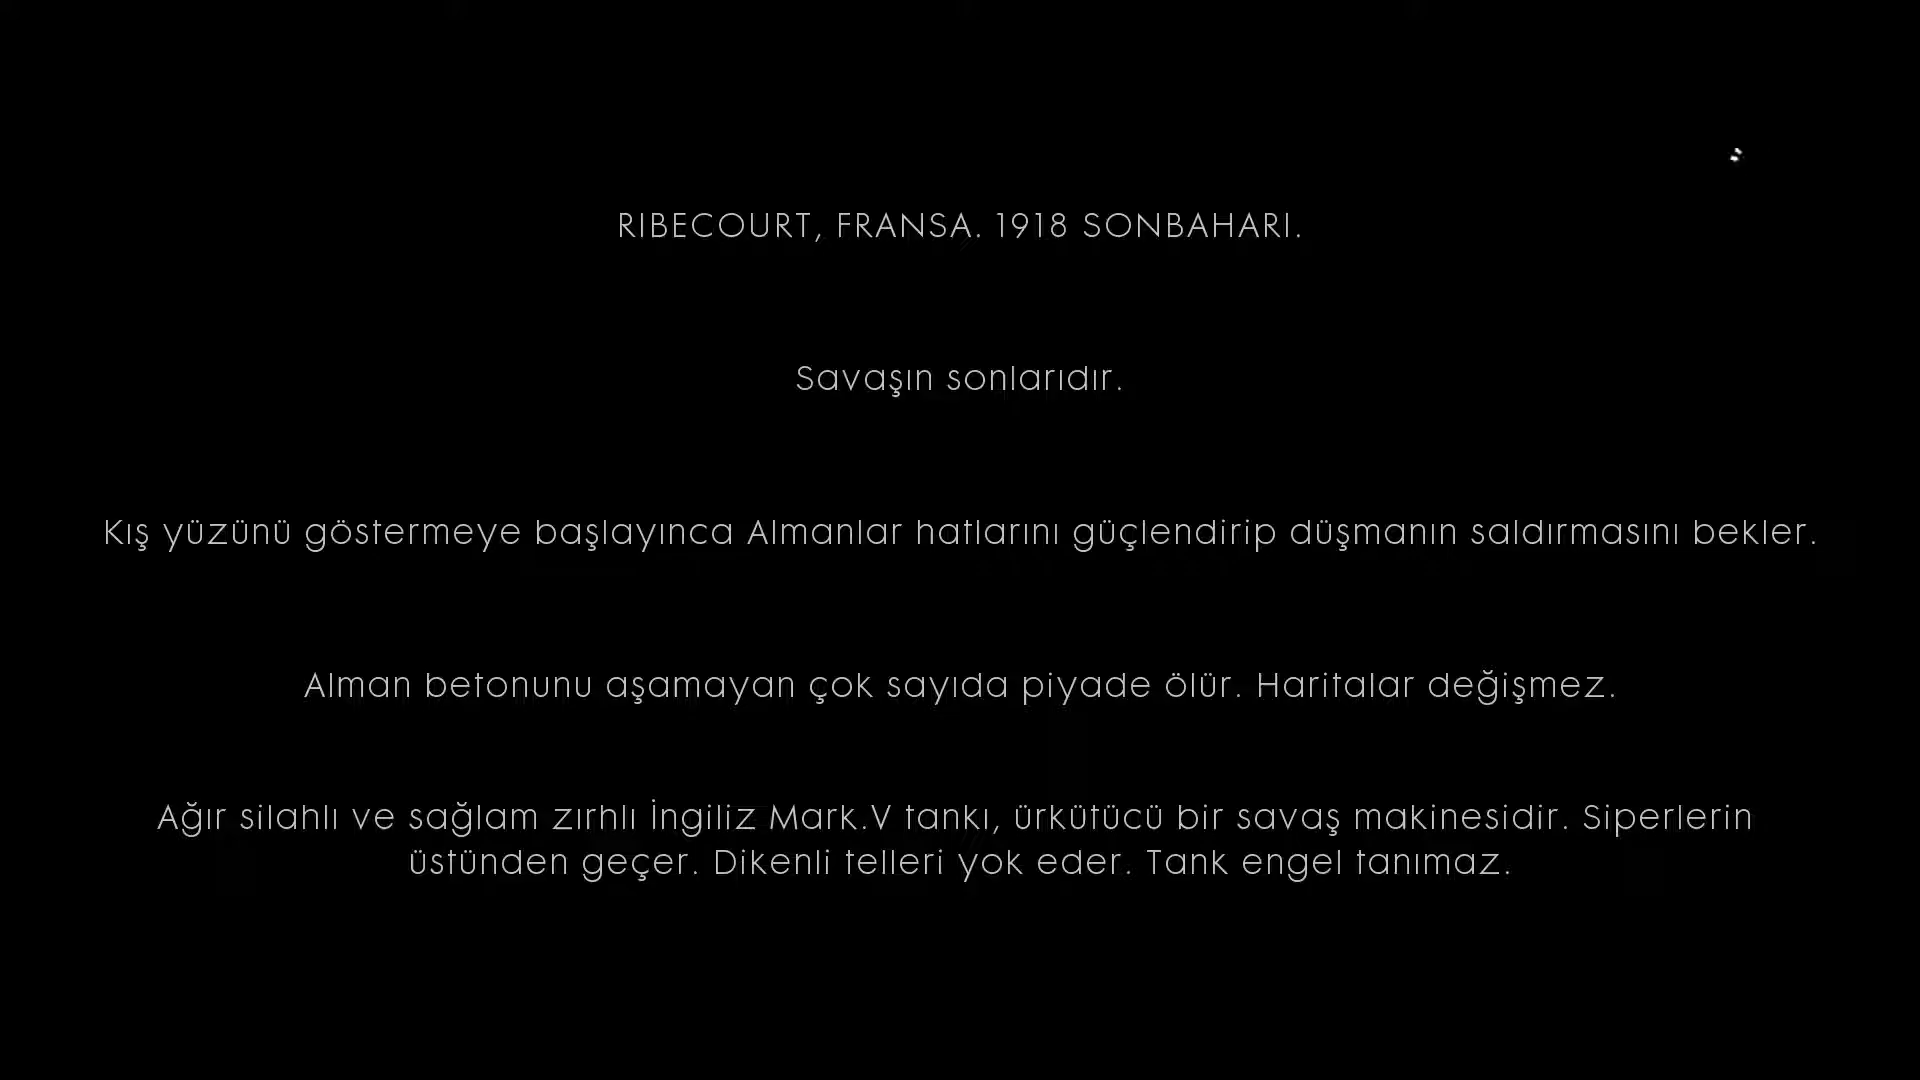 RIBECOURT, FRANSA. 1918 SONBAHARI.
Savaşın sonlarıdır.
Kış yüzünü göstermeye başlayınca Almanlar hatlarını güçlendirip düşmanın saldırmasını bekler.
Alman betonunu aşamayan çok sayıda piyade ölür. Haritalar değişmez.
Ağır silahlı ve sağlam zırhlı İngiliz Mark.V tankı, ürkütücü bir savaş makinesidir. Siperlerin
üstünden geçer. Dikenli telleri yok eder. Tank engel tanımaz.